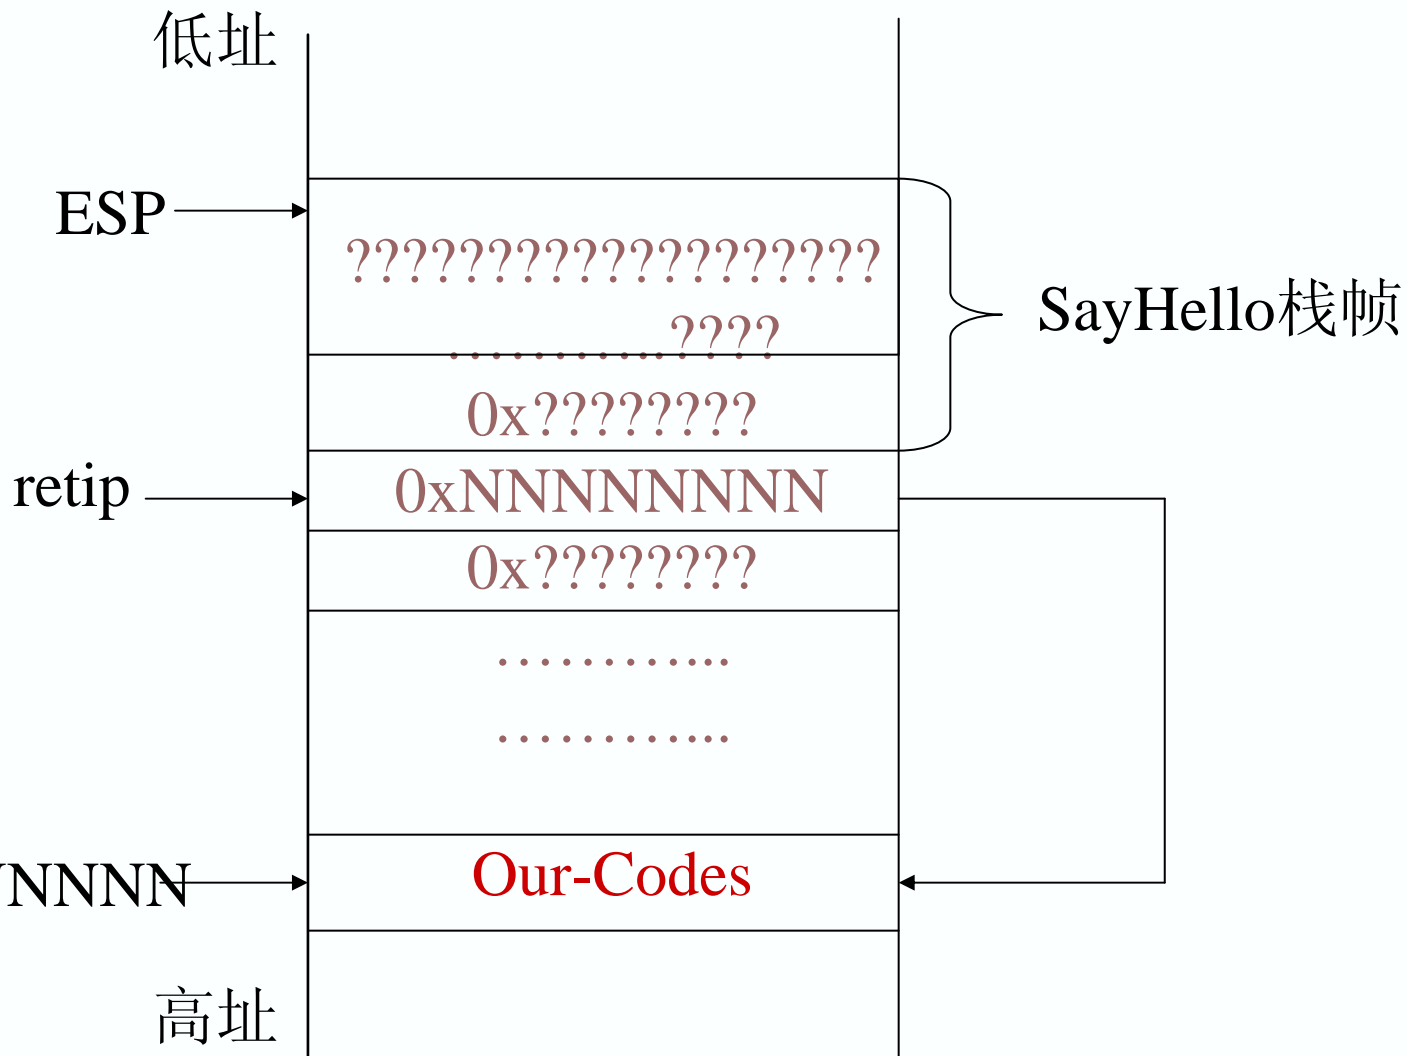 低址
ESP
???????????????????
............????
SayHello栈帧
0x????????
retip
0xNNNNNNNN
0x????????
............
............
NNNN
Our-Codes
高址